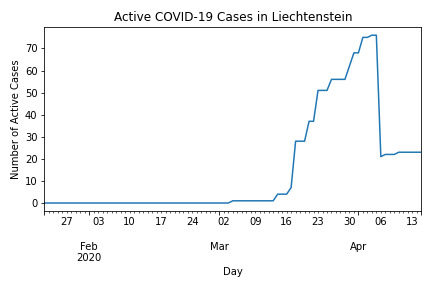 Active COVID-19 Cases in Liechtenstein
Number of Active Cases
70
60
50
40
30
20
10
0
27 03 10 17 24 02 09 16 23 30 06 13
Feb Mar Apr
2020
Day